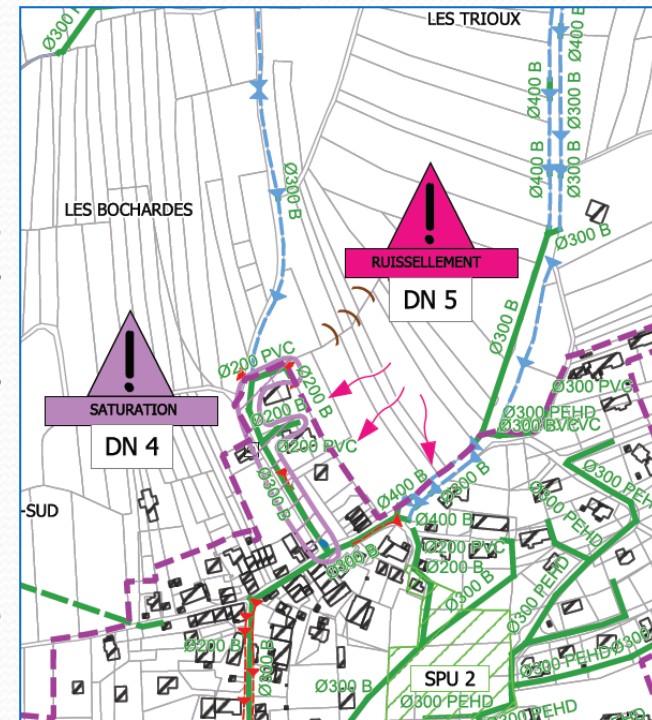 Ø300 B
LES TRIOUX
Ø400 B
Ø400 B
Ø300 B
Ø400 B
Ø300 B
Ø300 B
LES BOCHARDES
Ø300 B
!
RUISSELLEMENT
DN 5
Ø300 B
!
SATURATION
DN 4
Ø200 PVC
Ø200 B
Ø200 B
Ø200 PVC
Ø300 B
Ø300 PVC
Ø300 PEHD
Ø400 B
Ø300 B
-SUD
Ø400 B
Ø300 B
Ø200 PVC
Ø200 B
Ø300 B
Ø300 PEHD
Ø300 PEHD
Ø300 PEHD
Ø200 B
Ø300 B
Ø300 PEHD
SPU 2
Ø300 B
Ø300 PEHD